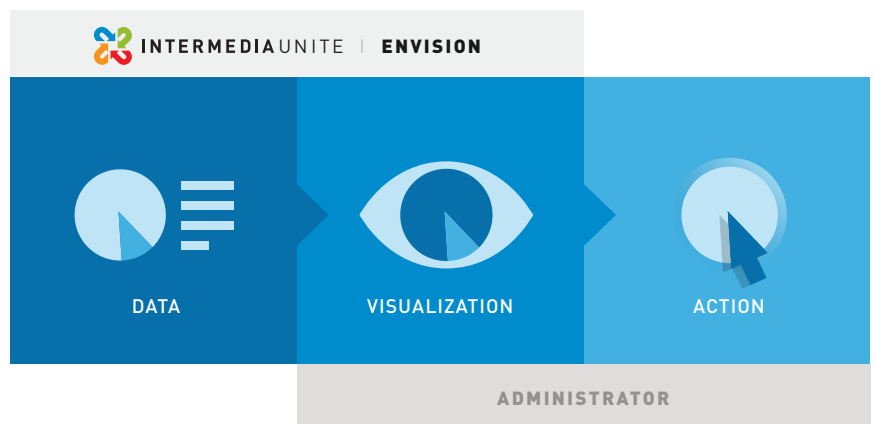 INTERMEDIAUNITE | ENVISION
DATA
VISUALIZATION
ACTION
ADMINISTRATOR